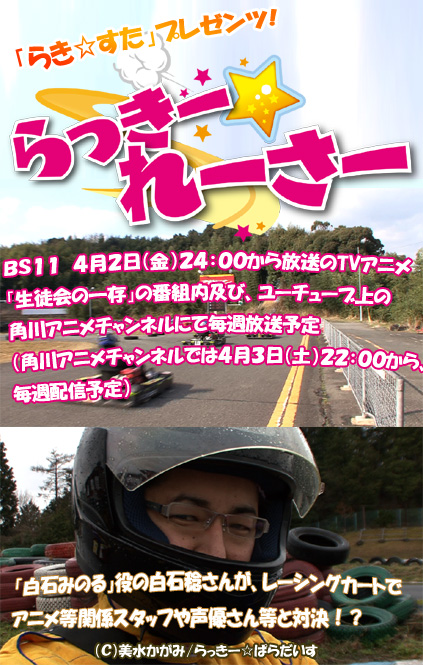 「らき☆すた」プレゼンツ!
らっきー☆
れーさー
BS11 4月2日(金)24:00から放送のTVアニメ
「生徒会の一存」の番組内及び、ユーチューブ上の
角川アニメチャンネルにて毎週放送予定
(角川アニメチャンネルでは4月3日(土)22:00から、
毎週配信予定)
「白石みのる」役の白石稔さんが、レーシングカートで
アニメ等関係スタッフや声優さん等と対決!?
(C)美水かがみ/らっきー☆ぱらだいす